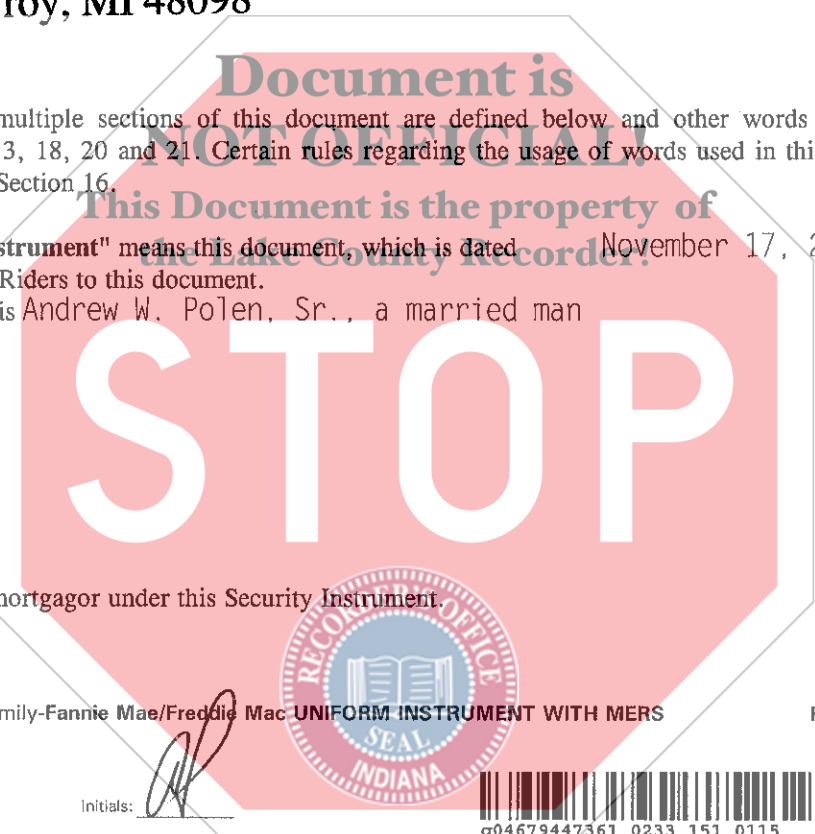 roy, MI 48098
Document is
multiple sections of this document are defined below and other words
NOT OFFICIAL!
3, 18, 20 and 21. Certain rules regarding the usage of words used in thi
Section 16.
This Document is the property of
strument" means this document, which is dated November 17, 2
the Lake County Recorder!
Riders to this document.
is Andrew W. Polen, Sr., a married man
STOP
mortgagor under this Security Instrument.
RECORDER'S OFFICE
SEAL
INDIANA
mily-Fannie Mae/Freddie Mac UNIFORM INSTRUMENT WITH MERS
Initials: AP
q04679447361 0233 151 0115